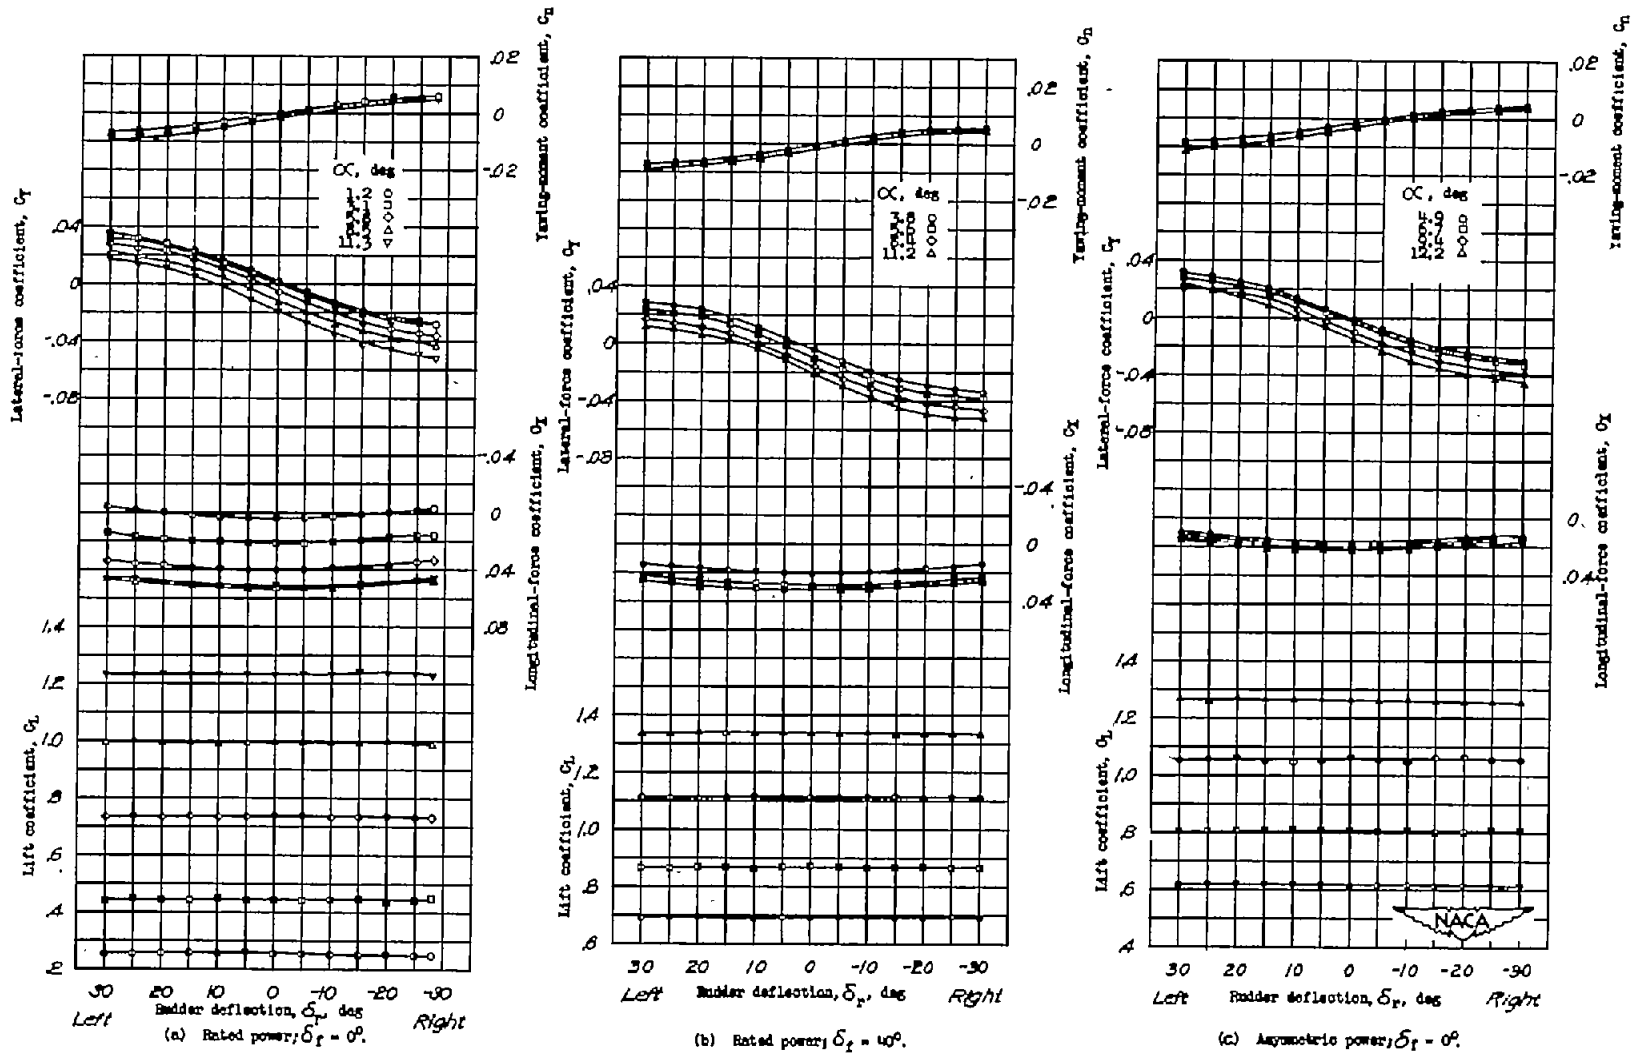 Yawing-moment coefficient, Cn
.02
0
-.02
α, deg
1.2
11.3
Lateral-force coefficient, CY
.04
0
-.04
-.08
Longitudinal-force coefficient, CX
-.04
0
.04
.08
Lift coefficient, CL
1.4
1.2
1.0
.8
.6
.4
.2
30 20 10 0 -10 -20 -30
Left Rudder deflection, δr, deg Right
(a) Rated power; δf = 0°.
Yawing-moment coefficient, Cn
.02
0
-.02
α, deg
3.8
11.2
Lateral-force coefficient, CY
.04
0
-.04
-.08
Longitudinal-force coefficient, CX
-.04
0
.04
Lift coefficient, CL
1.4
1.2
1.0
.8
.6
30 20 10 0 -10 -20 -30
Left Rudder deflection, δr, deg Right
(b) Rated power; δf = 40°.
Yawing-moment coefficient, Cn
.02
0
-.02
α, deg
4.9
12.2
Lateral-force coefficient, CY
.04
0
-.04
-.08
Longitudinal-force coefficient, CX
0
.04
Lift coefficient, CL
1.4
1.2
1.0
.8
.6
.4
NACA
30 20 10 0 -10 -20 -30
Left Rudder deflection, δr, deg Right
(c) Asymmetric power; δf = 0°.